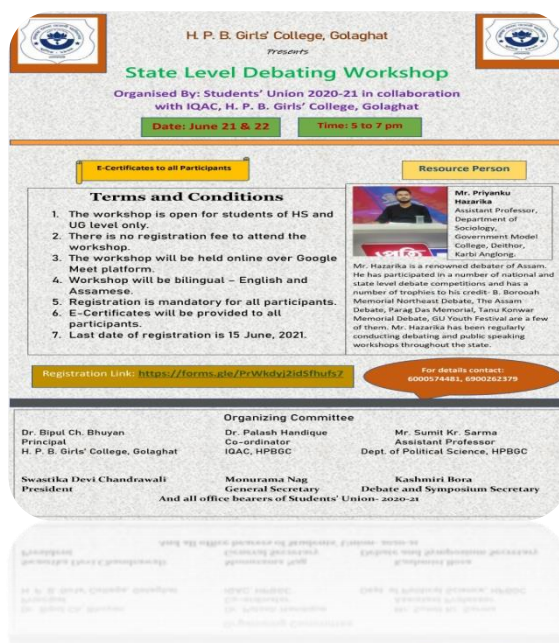 H. P. B. Girls' College, Golaghat
Presents
State Level Debating Workshop
Organised By: Students' Union 2020-21 in collaboration
with IQAC, H. P. B. Girls' College, Golaghat
Date: June 21 & 22
Time: 5 to 7 pm
E-Certificates to all Participants
Terms and Conditions
1. The workshop is open for students of HS and
UG level only.
2. There is no registration fee to attend the
workshop.
3. The workshop will be held online over Google
Meet platform.
4. Workshop will be bilingual – English and
Assamese.
5. Registration is mandatory for all participants.
6. E-Certificates will be provided to all
participants.
7. Last date of registration is 15 June, 2021.
Resource Person
Mr. Priyanku
Hazarika
Assistant Professor,
Department of
Sociology,
Government Model
College, Deithor,
Karbi Anglong.
Mr. Hazarika is a renowned debater of Assam.
He has participated in a number of national and
state level debate competitions and has a
number of trophies to his credit- B. Borooah
Memorial Northeast Debate, The Assam
Debate, Parag Das Memorial, Tanu Konwar
Memorial Debate, GU Youth Festival are a few
of them. Mr. Hazarika has been regularly
conducting debating and public speaking
workshops throughout the state.
Registration Link: https://forms.gle/PrWkdyj2idSfhufs7
For details contact:
6000574481, 6900262379
Organizing Committee
Dr. Bipul Ch. Bhuyan
Principal
H. P. B. Girls' College, Golaghat
Dr. Palash Handique
Co-ordinator
IQAC, HPBGC
Mr. Sumit Kr. Sarma
Assistant Professor
Dept. of Political Science, HPBGC
Swastika Devi Chandrawali
President
Monurama Nag
General Secretary
Kashmiri Bora
Debate and Symposium Secretary
And all office bearers of Students' Union- 2020-21